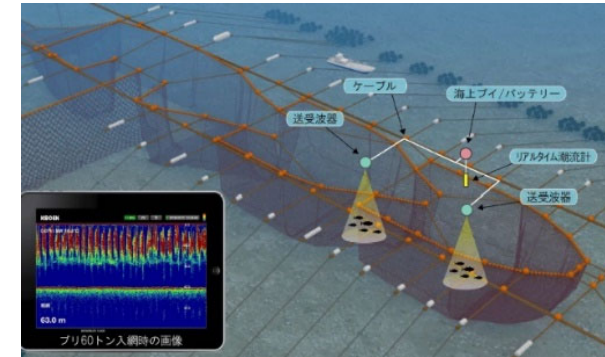 ケーブル
海上ブイ/バッテリー
送受波器
リアルタイム潮流計
送受波器
63.0 m
ブリ60トン入網時の画像